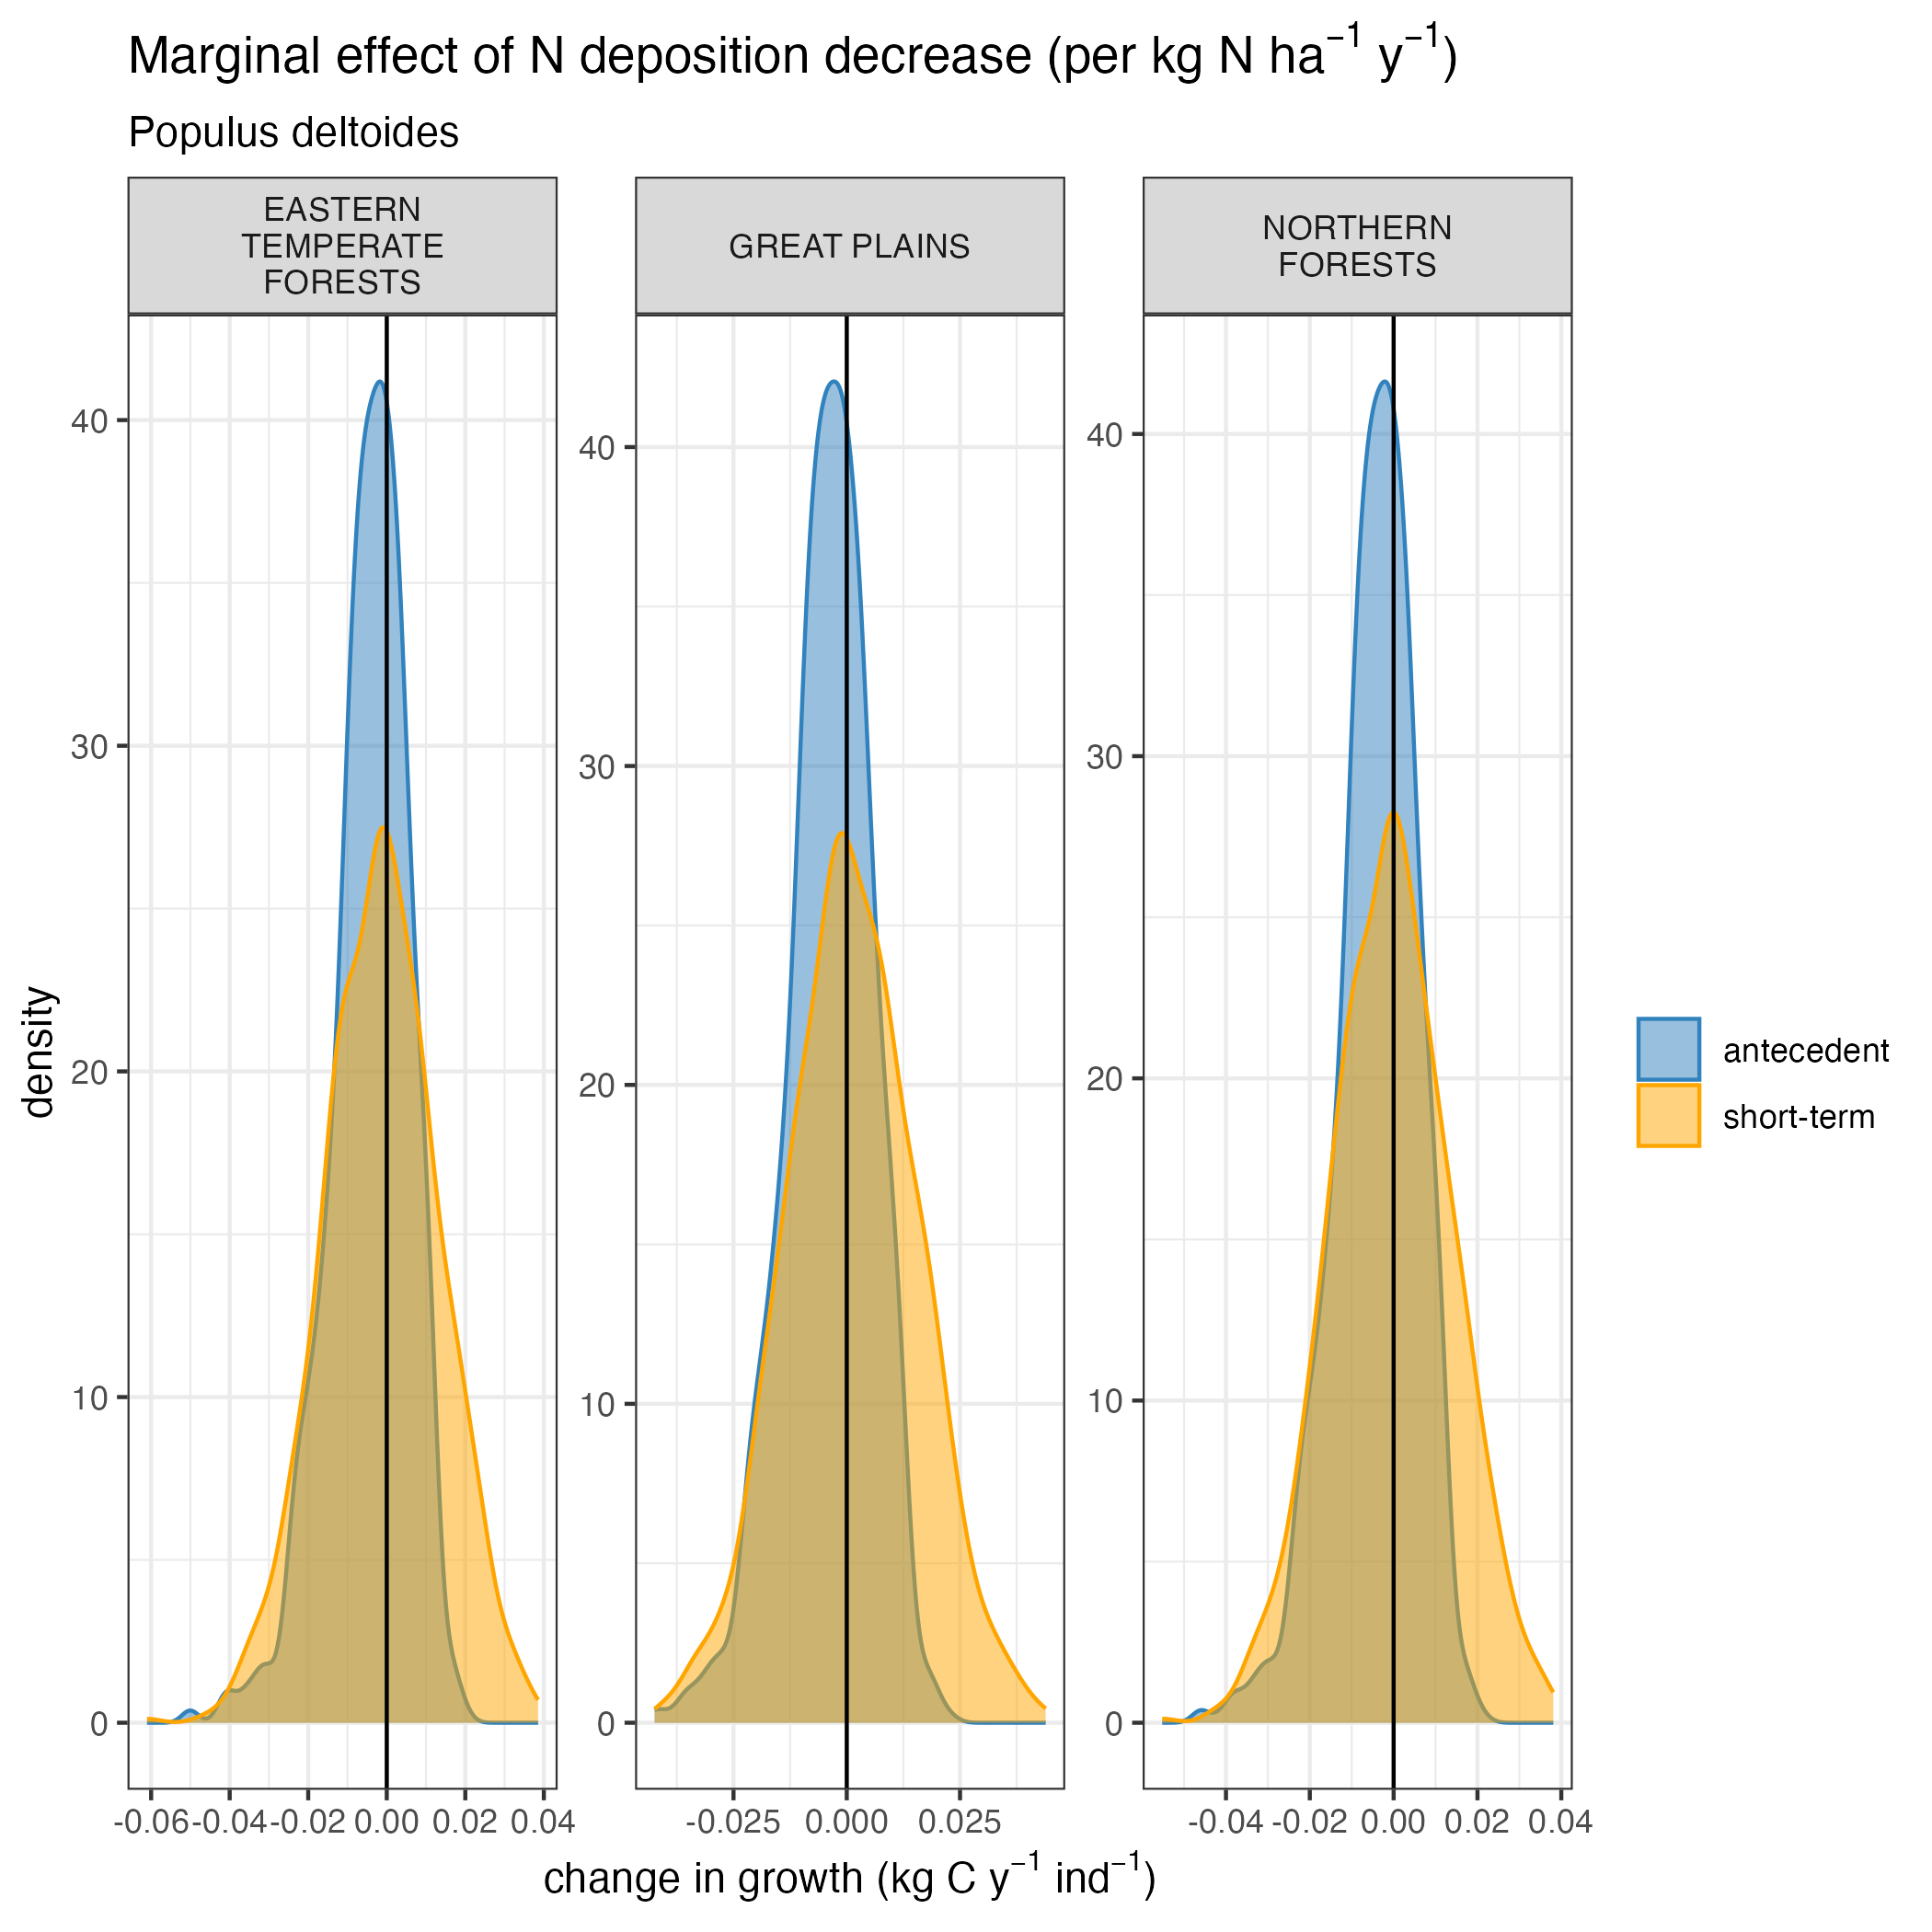 Marginal effect of N deposition decrease (per kg N ha⁻¹ y⁻¹)
Populus deltoides
EASTERN
TEMPERATE
FORESTS
GREAT PLAINS
NORTHERN
FORESTS
density
40
30
20
10
0
40
30
20
10
0
40
30
20
10
0
-0.06 -0.04 -0.02 0.00 0.02 0.04
-0.025 0.000 0.025
-0.04 -0.02 0.00 0.02 0.04
change in growth (kg C y⁻¹ ind⁻¹)
antecedent
short-term